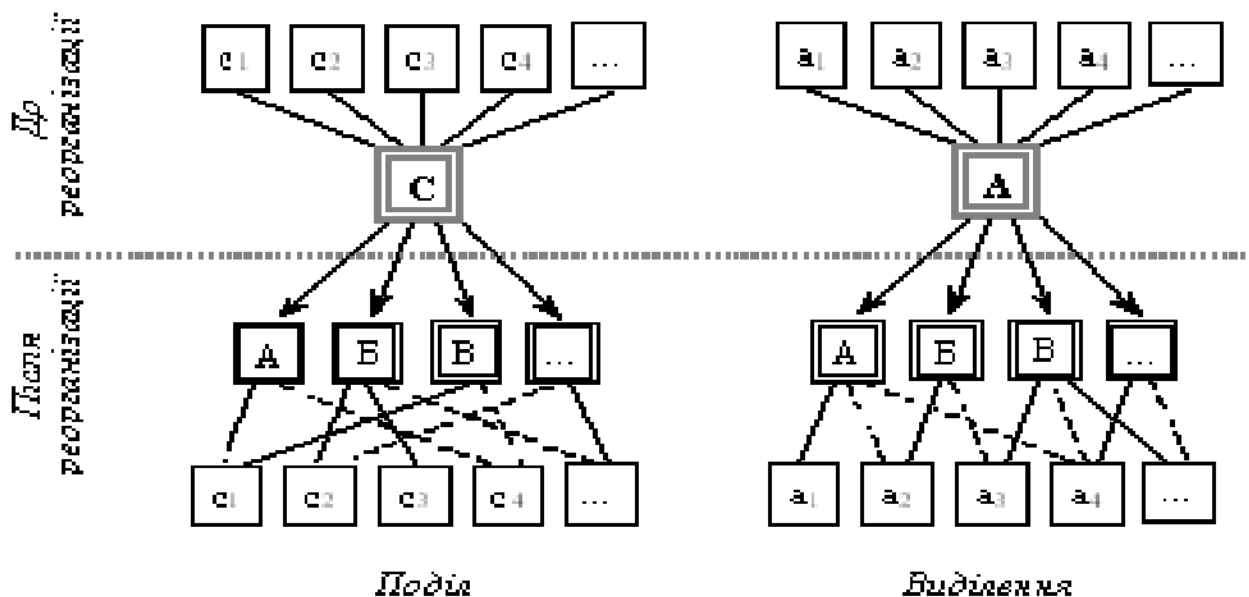 До
реорганізації
c1 c2 c3 c4 ... a1 a2 a3 a4 ...
C A
Після
реорганізації
А Б В ... А Б В ...
c1 c2 c3 c4 ... a1 a2 a3 a4 ...
Поділ Виділення